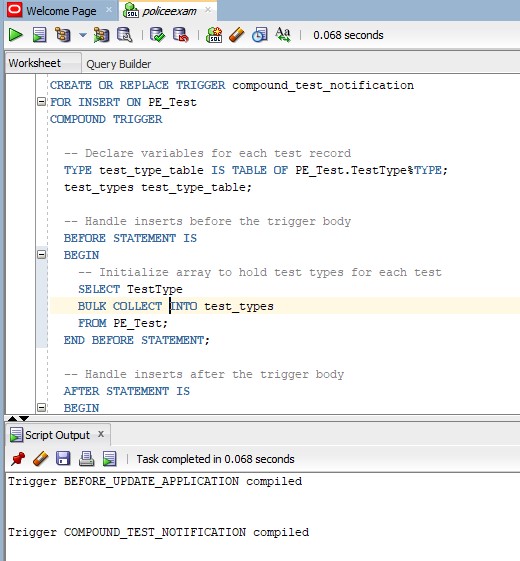 Welcome Page
policeexam
0.068 seconds
Worksheet
Query Builder
CREATE OR REPLACE TRIGGER compound_test_notification
FOR INSERT ON PE_Test
COMPOUND TRIGGER
-- Declare variables for each test record
TYPE test_type_table IS TABLE OF PE_Test.TestType%TYPE;
test_types test_type_table;
-- Handle inserts before the trigger body
BEFORE STATEMENT IS
BEGIN
-- Initialize array to hold test types for each test
SELECT TestType
BULK COLLECT INTO test_types
FROM PE_Test;
END BEFORE STATEMENT;
-- Handle inserts after the trigger body
AFTER STATEMENT IS
BEGIN
Script Output x
Task completed in 0.068 seconds
Trigger BEFORE_UPDATE_APPLICATION compiled
Trigger COMPOUND_TEST_NOTIFICATION compiled